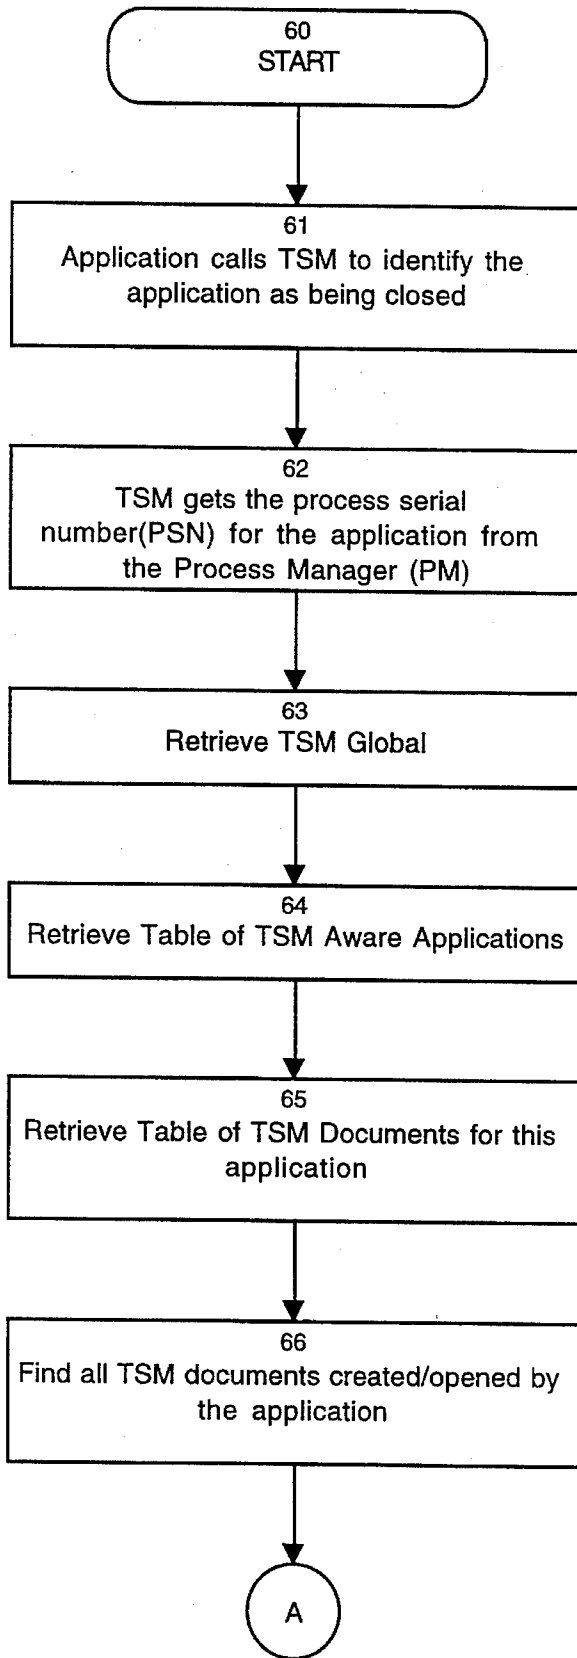 60
START
61
Application calls TSM to identify the
application as being closed
62
TSM gets the process serial
number(PSN) for the application from
the Process Manager (PM)
63
Retrieve TSM Global
64
Retrieve Table of TSM Aware Applications
65
Retrieve Table of TSM Documents for this
application
66
Find all TSM documents created/opened by
the application
A